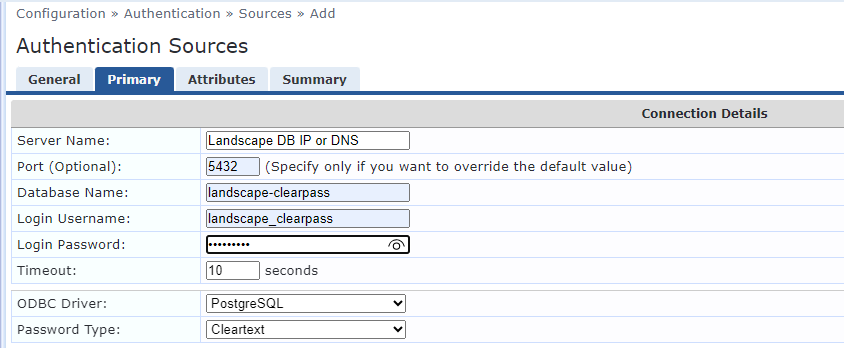 Configuration » Authentication » Sources » Add
Authentication Sources
General Primary Attributes Summary
Connection Details
Server Name: Landscape DB IP or DNS
Port (Optional): 5432 (Specify only if you want to override the default value)
Database Name: landscape-clearpass
Login Username: landscape_clearpass
Login Password: •••••••••
Timeout: 10 seconds
ODBC Driver: PostgreSQL
Password Type: Cleartext